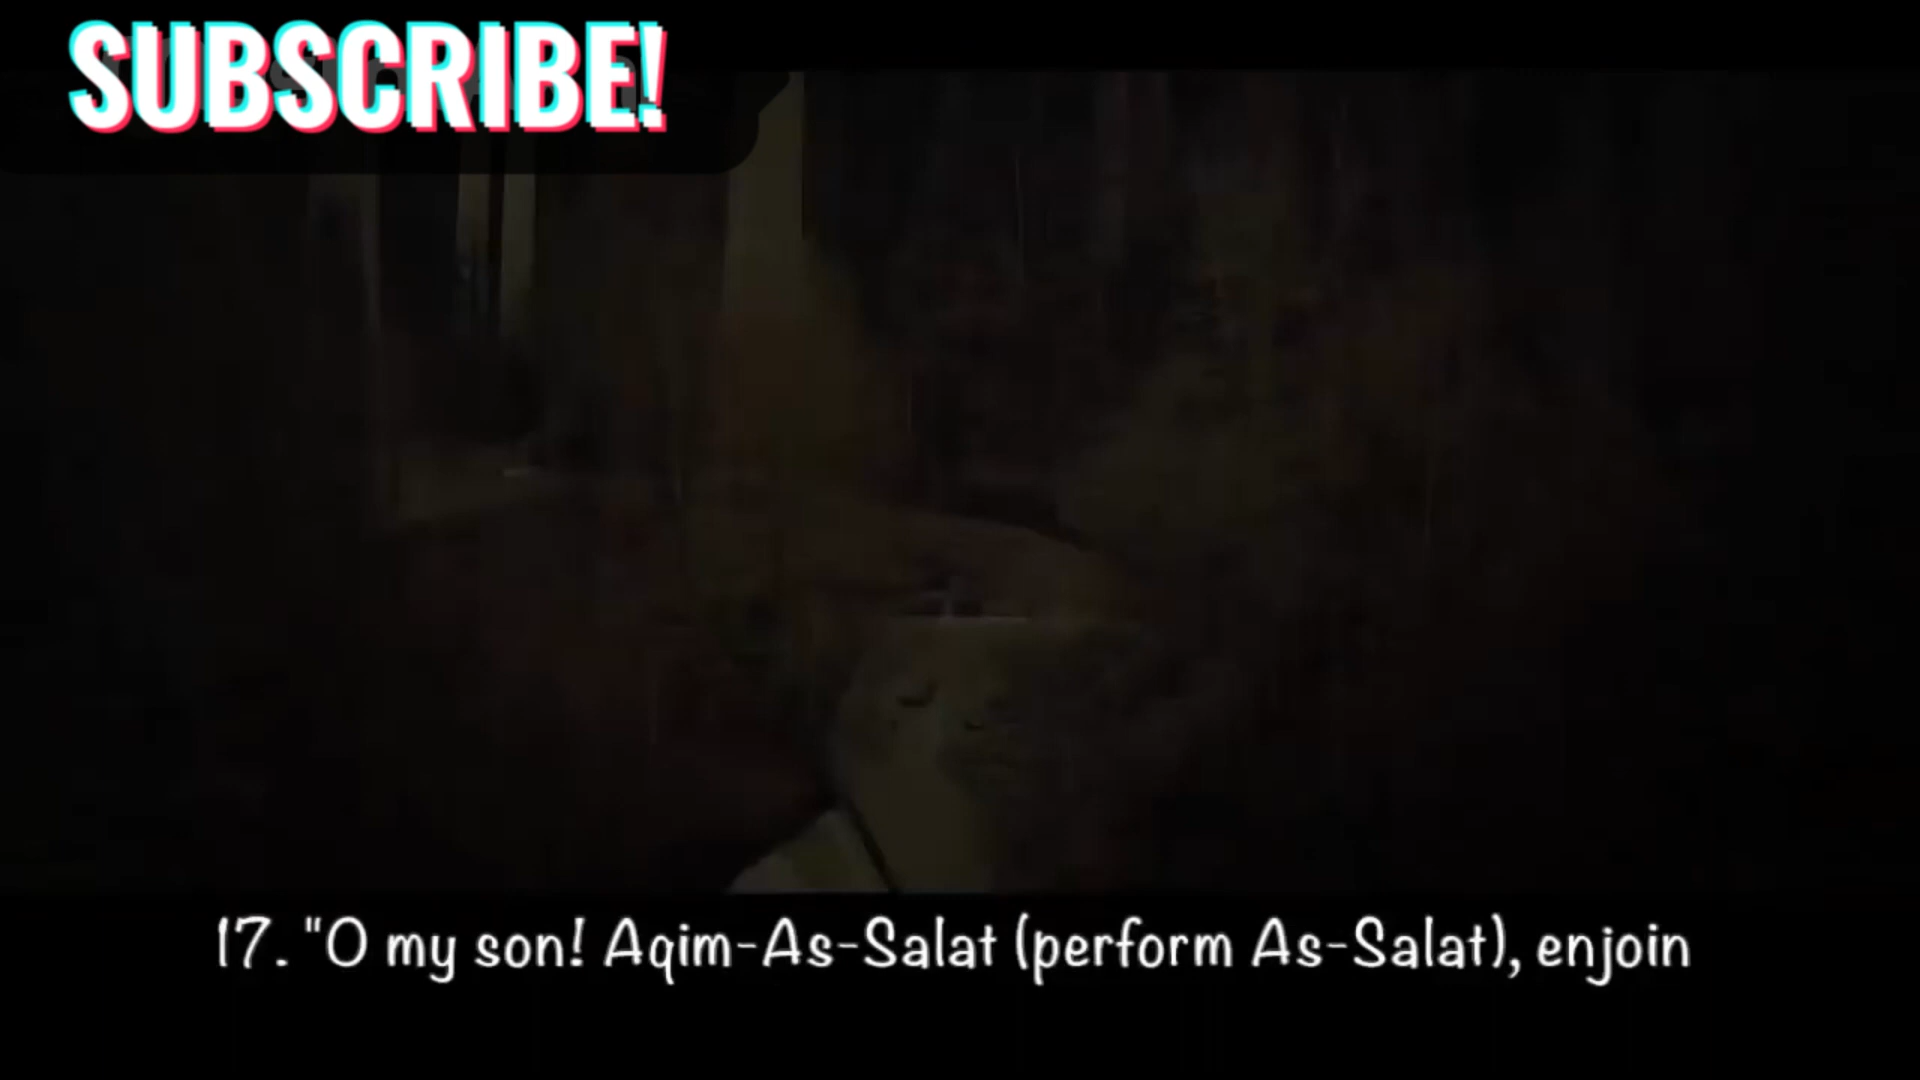 SUBSCRIBE!
17. "O my son! Aqim-As-Salat (perform As-Salat), enjoin